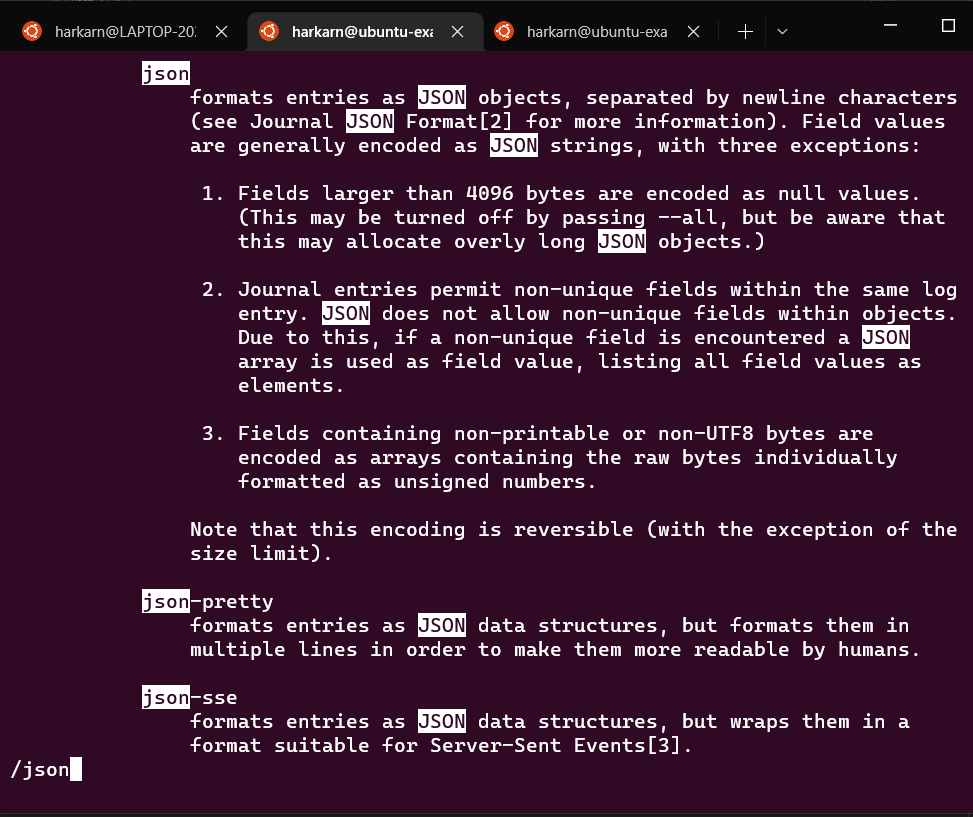 harkarn@LAPTOP-20
harkarn@ubuntu-exa
harkarn@ubuntu-exa
json
formats entries as JSON objects, separated by newline characters
(see Journal JSON Format[2] for more information). Field values
are generally encoded as JSON strings, with three exceptions:
1. Fields larger than 4096 bytes are encoded as null values.
(This may be turned off by passing --all, but be aware that
this may allocate overly long JSON objects.)
2. Journal entries permit non-unique fields within the same log
entry. JSON does not allow non-unique fields within objects.
Due to this, if a non-unique field is encountered a JSON
array is used as field value, listing all field values as
elements.
3. Fields containing non-printable or non-UTF8 bytes are
encoded as arrays containing the raw bytes individually
formatted as unsigned numbers.
Note that this encoding is reversible (with the exception of the
size limit).
json-pretty
formats entries as JSON data structures, but formats them in
multiple lines in order to make them more readable by humans.
json-sse
formats entries as JSON data structures, but wraps them in a
format suitable for Server-Sent Events[3].
/json